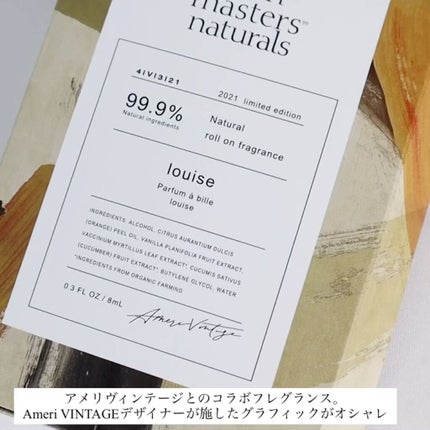 masters™
naturals
4|V|3|21
2021 limited edition
99.9%
Natural ingredients
Natural
roll on fragrance
louise
Parfum à bille
louise
INGREDIENTS: ALCOHOL, CITRUS AURANTIUM DULCIS
(ORANGE) PEEL OIL, VANILLA PLANIFOLIA FRUIT EXTRACT,
VACCINIUM MYRTILLUS LEAF EXTRACT*, CUCUMIS SATIVUS
(CUCUMBER) FRUIT EXTRACT*, BUTYLENE GLYCOL, WATER
*INGREDIENTS FROM ORGANIC FARMING
0.3 FL OZ / 8mL
Ameri Vintage
アメリヴィンテージとのコラボフレグランス。
Ameri VINTAGEデザイナーが施したグラフィックがオシャレ